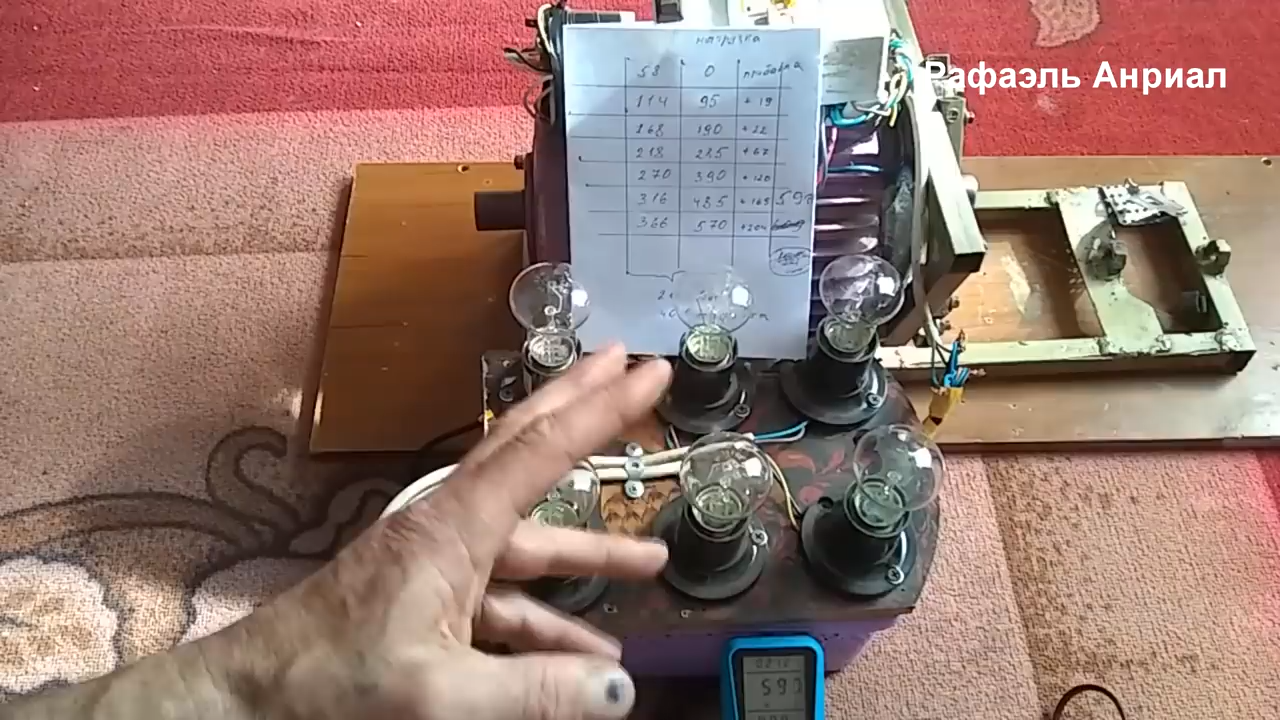 Рафаэль Анриал
нагрузка
58 0 прибавка
114 95 +19
168 190 +22
218 285 +67
270 390 +120
316 485 +169 590
366 570 +204
590